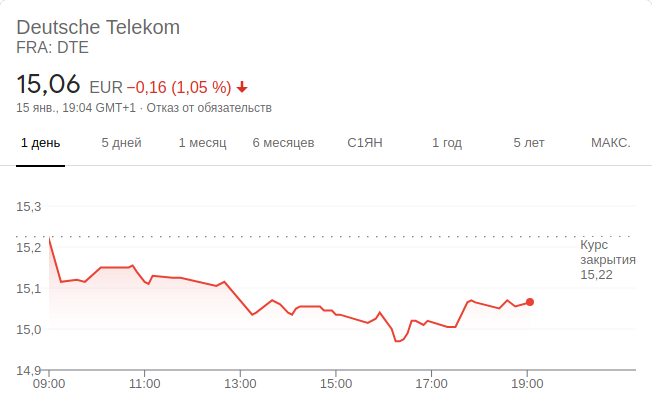 Deutsche Telekom
FRA: DTE
15,06 EUR −0,16 (1,05 %)
15 янв., 19:04 GMT+1 · Отказ от обязательств
1 день 5 дней 1 месяц 6 месяцев С1ЯН 1 год 5 лет МАКС.
15,3
15,2
15,1
15,0
14,9
Курс
закрытия
15,22
09:00 11:00 13:00 15:00 17:00 19:00